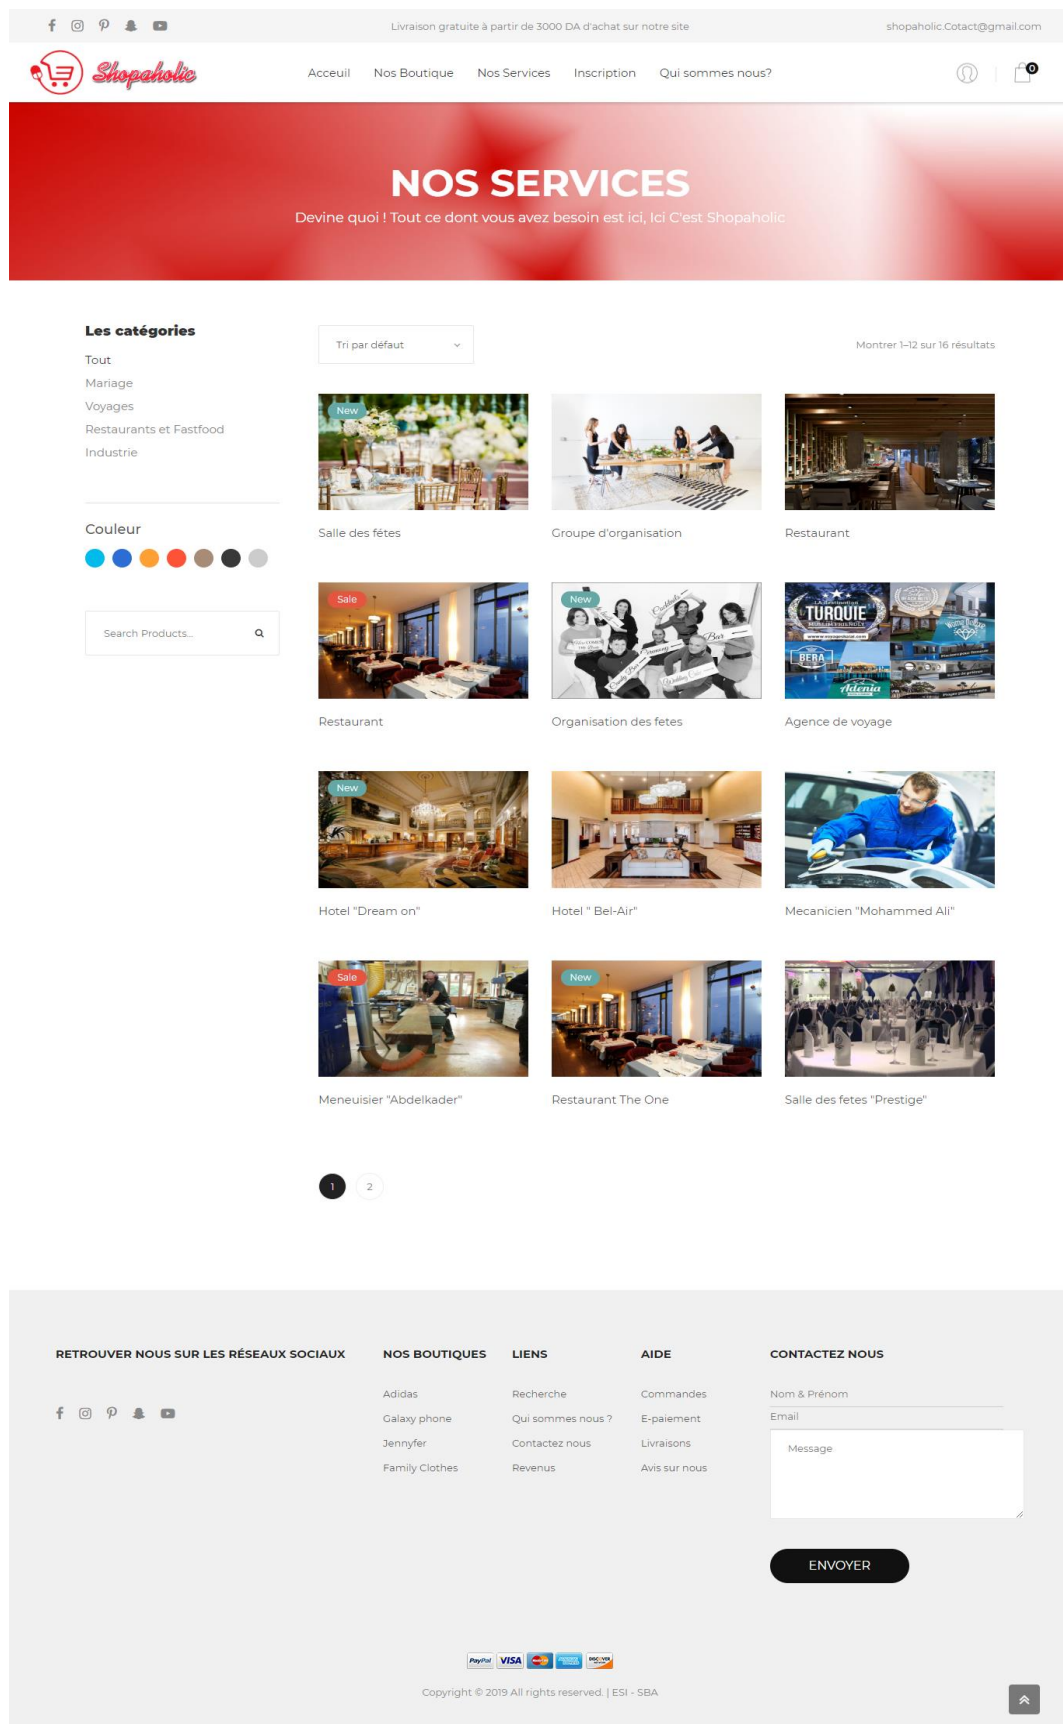 Livraison gratuite à partir de 3000 DA d'achat sur notre site
shopaholic.Cotact@gmail.com
Shopaholic
Acceuil Nos Boutique Nos Services Inscription Qui sommes nous?
0
NOS SERVICES
Devine quoi ! Tout ce dont vous avez besoin est ici, Ici C'est Shopaholic
Les catégories
Tout
Mariage
Voyages
Restaurants et Fastfood
Industrie
Couleur
Search Products...
Tri par défaut
Montrer 1–12 sur 16 résultats
New
Salle des fétes
Groupe d'organisation
Restaurant
Sale
Restaurant
New
Organisation des fetes
TURQUIE
BERA
Adenia
Agence de voyage
New
Hotel "Dream on"
Hotel " Bel-Air"
Mecanicien "Mohammed Ali"
Sale
Meneuisier "Abdelkader"
New
Restaurant The One
Salle des fetes "Prestige"
1 2
RETROUVER NOUS SUR LES RÉSEAUX SOCIAUX
NOS BOUTIQUES
Adidas
Galaxy phone
Jennyfer
Family Clothes
LIENS
Recherche
Qui sommes nous ?
Contactez nous
Revenus
AIDE
Commandes
E-paiement
Livraisons
Avis sur nous
CONTACTEZ NOUS
Nom & Prénom
Email
Message
ENVOYER
PayPal VISA
Copyright © 2019 All rights reserved. | ESI - SBA